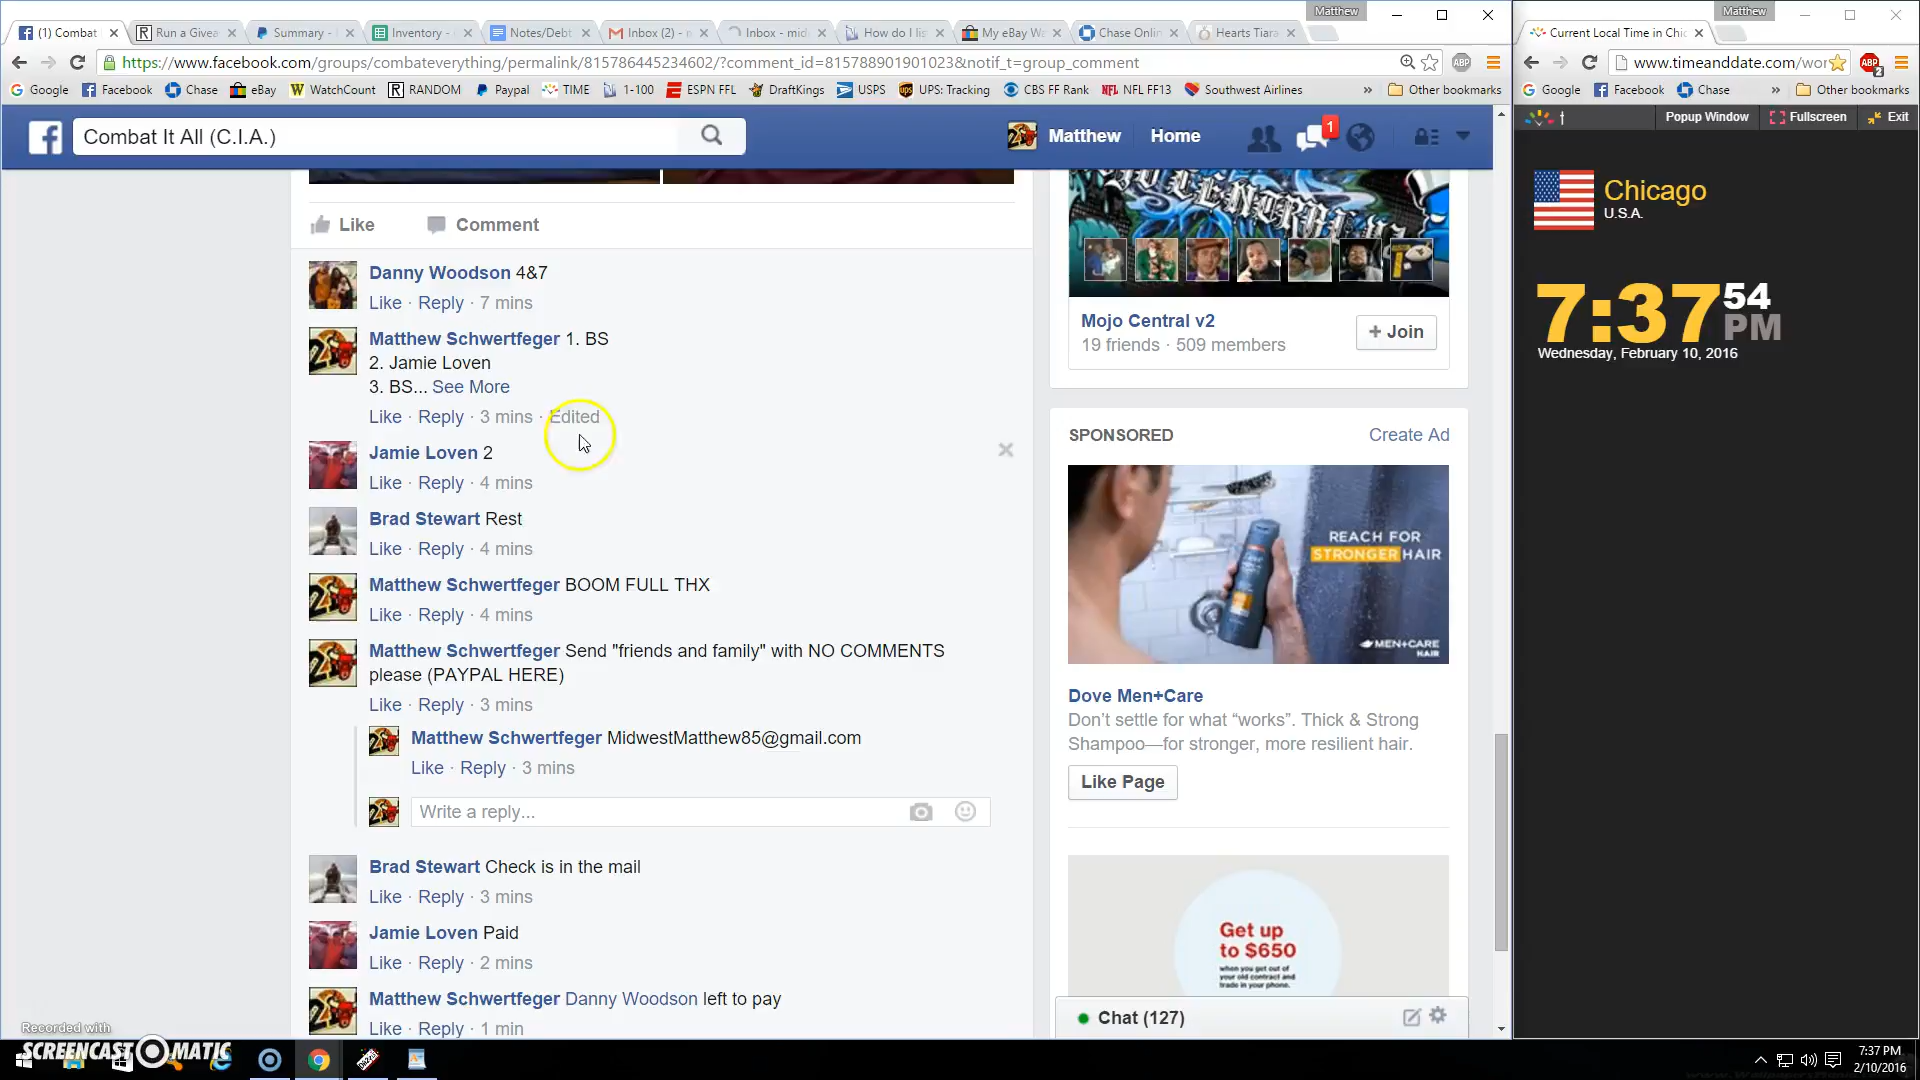 Matthew
(1) Combat
Run a Givea
Summary -
Inventory -
Notes/Debt
Inbox (2) -
Inbox - mid
How do I lis
My eBay Wa
Chase Onlin
Hearts Tiara
https://www.facebook.com/groups/combateverything/permalink/815786445234602/?comment_id=815788901901023&notif_t=group_comment
Google
Facebook
Chase
eBay
WatchCount
RANDOM
Paypal
TIME
1-100
ESPN FFL
DraftKings
USPS
UPS: Tracking
CBS FF Rank
NFL FF13
Southwest Airlines
»
Other bookmarks
Combat It All (C.I.A.)
Matthew
Home
1
Like
Comment
Danny Woodson 4&7
Like · Reply · 7 mins
Matthew Schwertfeger 1. BS
2. Jamie Loven
3. BS... See More
Like · Reply · 3 mins · Edited
Jamie Loven 2
Like · Reply · 4 mins
Brad Stewart Rest
Like · Reply · 4 mins
Matthew Schwertfeger BOOM FULL THX
Like · Reply · 4 mins
Matthew Schwertfeger Send "friends and family" with NO COMMENTS
please (PAYPAL HERE)
Like · Reply · 3 mins
Matthew Schwertfeger MidwestMatthew85@gmail.com
Like · Reply · 3 mins
Write a reply...
Brad Stewart Check is in the mail
Like · Reply · 3 mins
Jamie Loven Paid
Like · Reply · 2 mins
Matthew Schwertfeger Danny Woodson left to pay
Like · Reply · 1 min
Mojo Central v2
19 friends · 509 members
+ Join
SPONSORED
Create Ad
REACH FOR
STRONGER HAIR
MEN+CARE
HAIR
Dove Men+Care
Don't settle for what “works”. Thick & Strong
Shampoo—for stronger, more resilient hair.
Like Page
Get up
to $650
when you get out of
your old contract and
trade in your phone.
Chat (127)
Matthew
Current Local Time in Chic
www.timeanddate.com/wor
ABP
2
Google
Facebook
Chase
»
Other bookmarks
t
Popup Window
Fullscreen
Exit
Chicago
U.S.A.
7:37 54
PM
Wednesday, February 10, 2016
Recorded with
SCREENCAST O MATIC
7:37 PM
2/10/2016